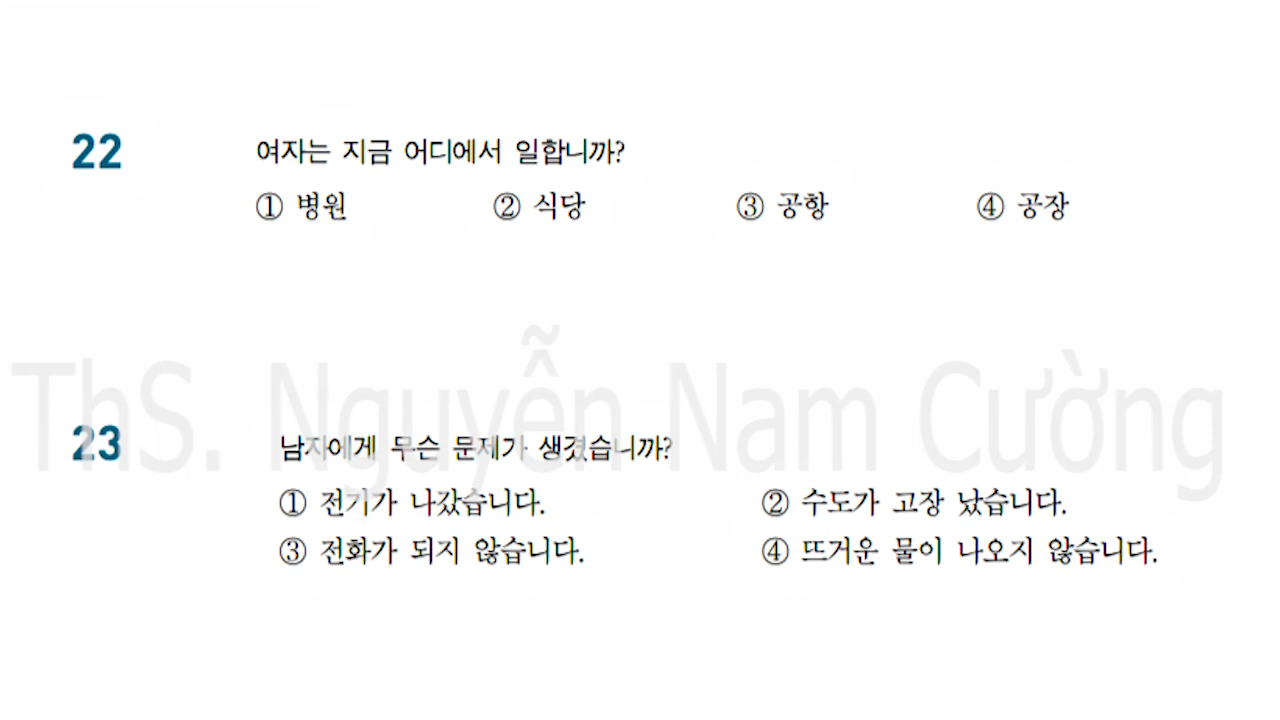 22 여자는 지금 어디에서 일합니까?
① 병원 ② 식당 ③ 공항 ④ 공장
ThS. Nguyễn Nam Cường
23 남자에게 무슨 문제가 생겼습니까?
① 전기가 나갔습니다. ② 수도가 고장 났습니다.
③ 전화가 되지 않습니다. ④ 뜨거운 물이 나오지 않습니다.